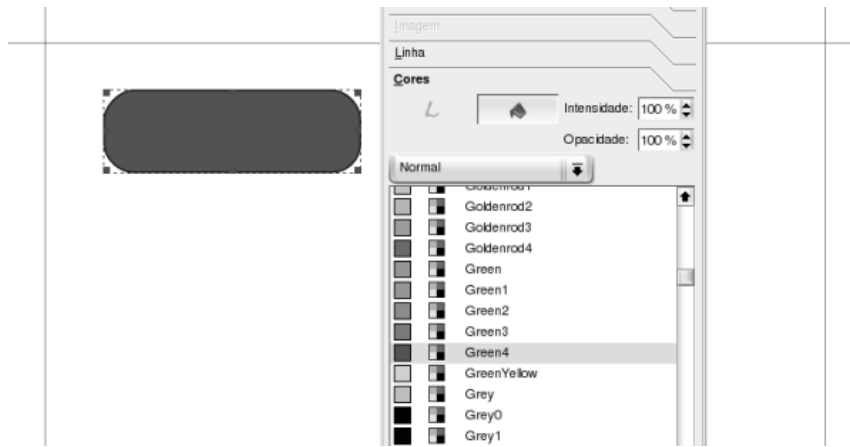 Imagem
Linha
Cores
Intensidade: 100 %
Opacidade: 100 %
Normal
Goldenrod1
Goldenrod2
Goldenrod3
Goldenrod4
Green
Green1
Green2
Green3
Green4
GreenYellow
Grey
Grey0
Grey1